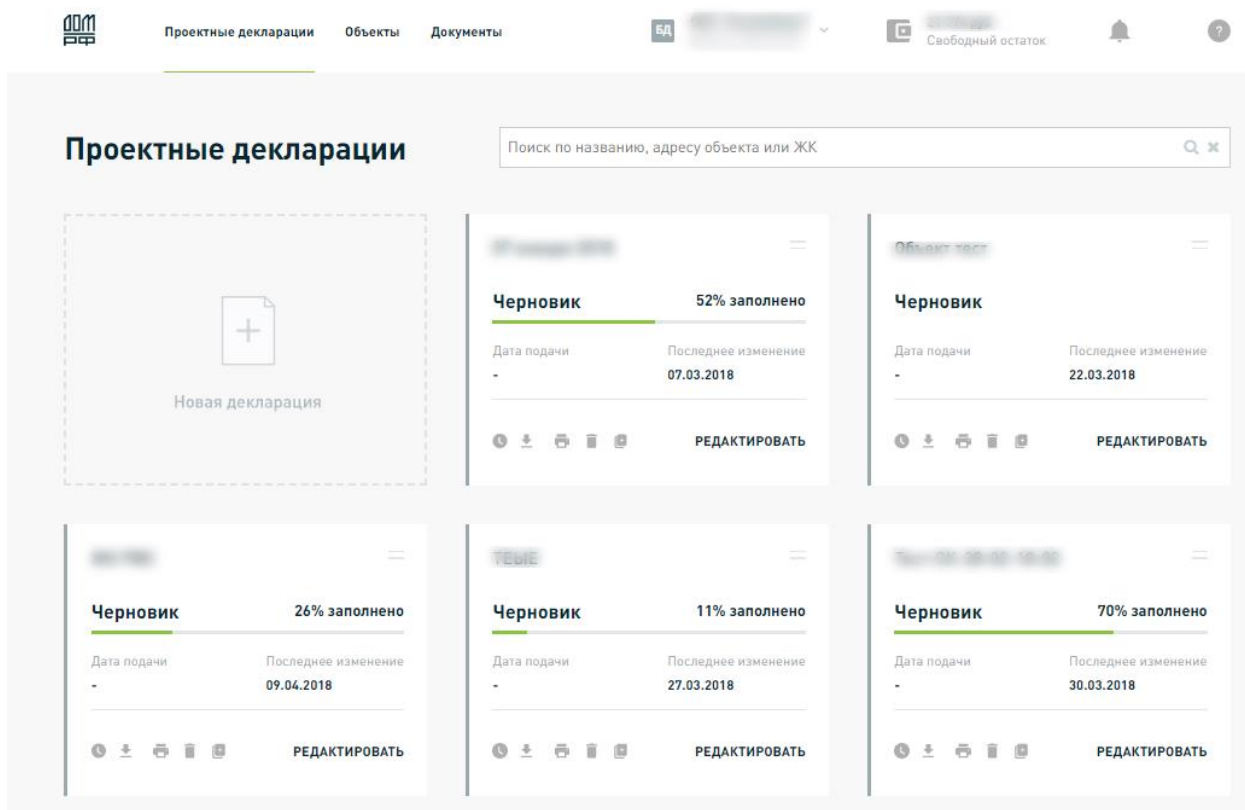 ДОМ
РФ
Проектные декларации Объекты Документы
БД
Свободный остаток
?
Проектные декларации
Поиск по названию, адресу объекта или ЖК
Новая декларация
Черновик 52% заполнено
Дата подачи Последнее изменение
- 07.03.2018
РЕДАКТИРОВАТЬ
Объект тест
Черновик
Дата подачи Последнее изменение
- 22.03.2018
РЕДАКТИРОВАТЬ
Черновик 26% заполнено
Дата подачи Последнее изменение
- 09.04.2018
РЕДАКТИРОВАТЬ
Черновик 11% заполнено
Дата подачи Последнее изменение
- 27.03.2018
РЕДАКТИРОВАТЬ
Черновик 70% заполнено
Дата подачи Последнее изменение
- 30.03.2018
РЕДАКТИРОВАТЬ